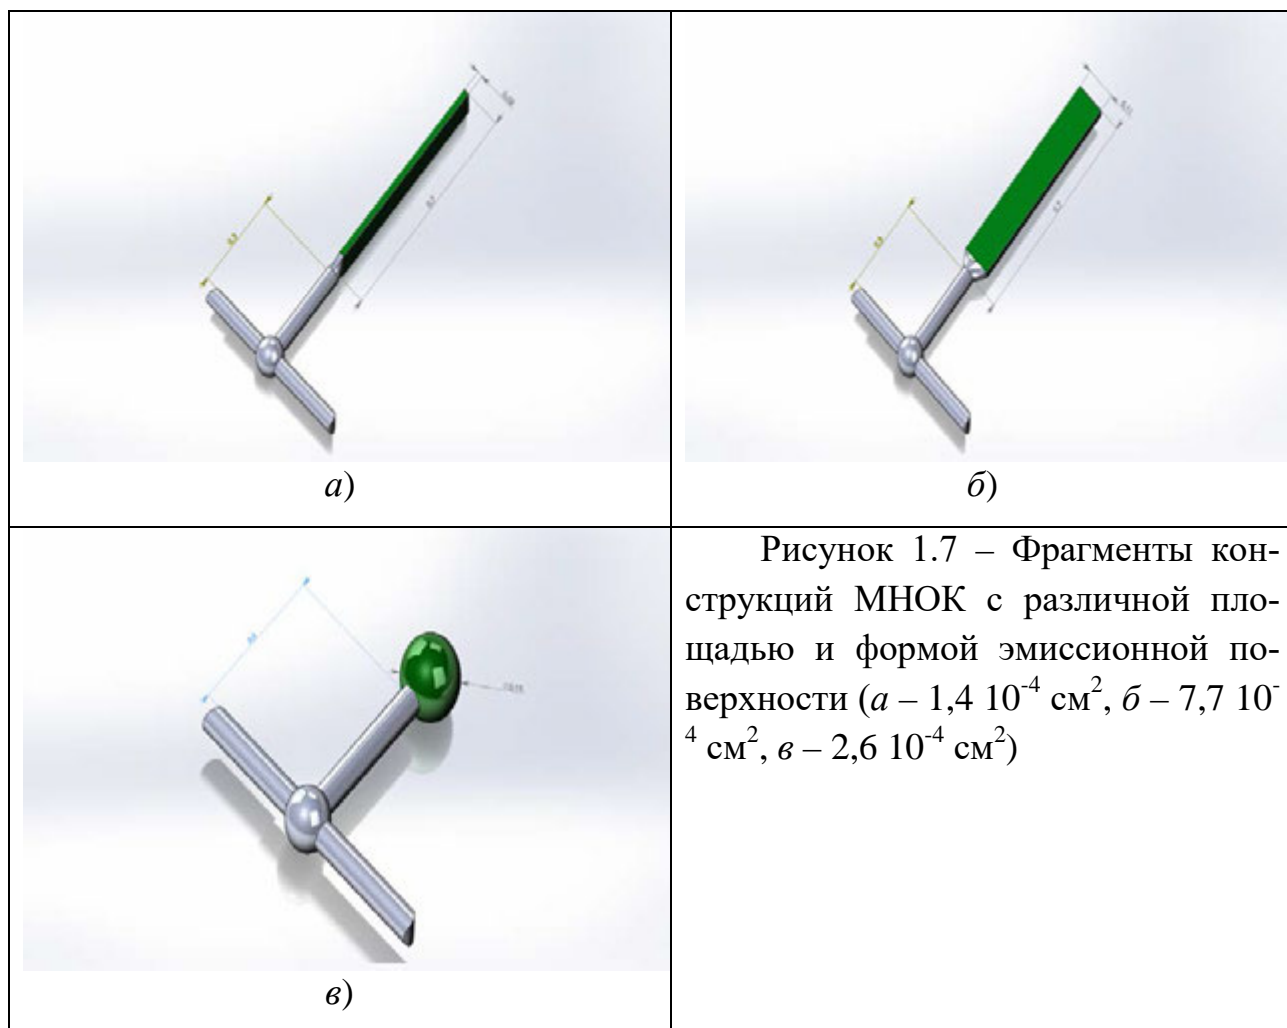 а)
б)
Рисунок 1.7 – Фрагменты кон-
струкций МНОК с различной пло-
щадью и формой эмиссионной по-
верхности (а – 1,4 10-4 см2, б – 7,7 10-
4 см2, в – 2,6 10-4 см2)
в)